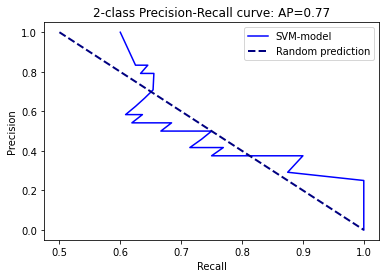 2-class Precision-Recall curve: AP=0.77
SVM-model
Random prediction
Precision
1.0
0.8
0.6
0.4
0.2
0.0
0.5
0.6
0.7
0.8
0.9
1.0
Recall